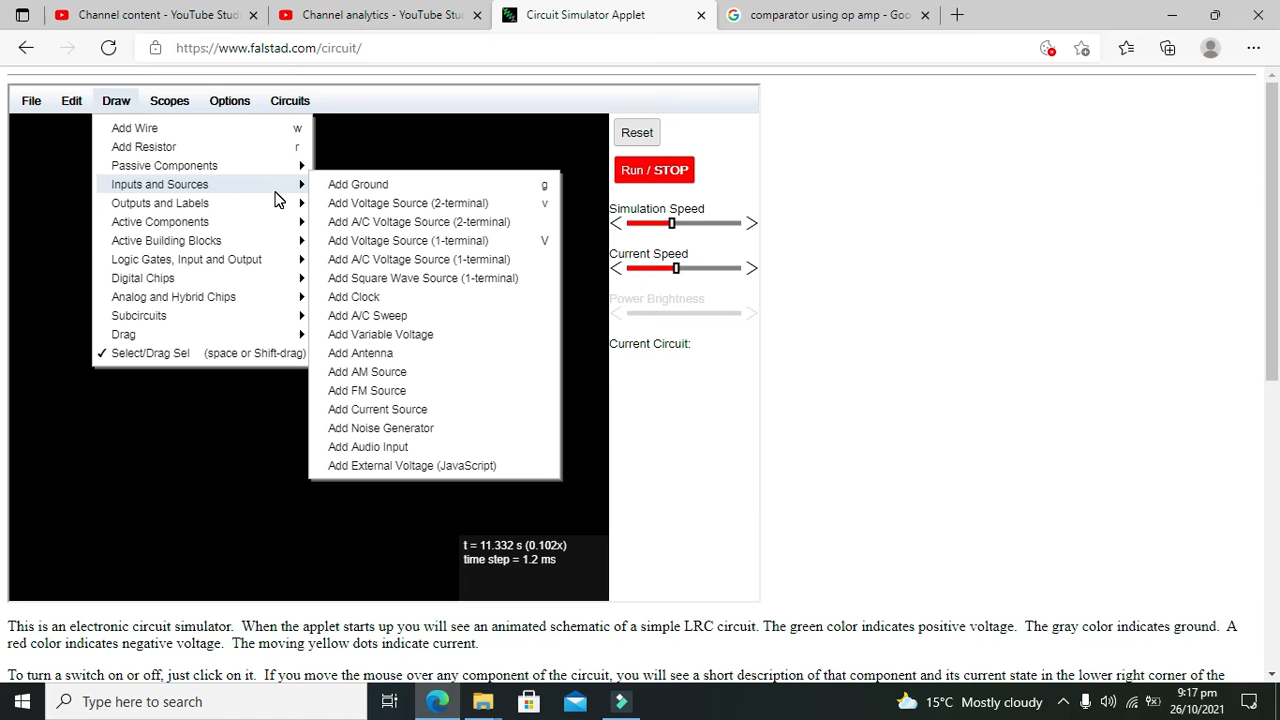 Channel content - YouTube Studi
Channel analytics - YouTube Stu
Circuit Simulator Applet
comparator using op amp - Goo
https://www.falstad.com/circuit/
File Edit Draw Scopes Options Circuits
Add Wire w
Add Resistor r
Passive Components
Inputs and Sources
Outputs and Labels
Active Components
Active Building Blocks
Logic Gates, Input and Output
Digital Chips
Analog and Hybrid Chips
Subcircuits
Drag
✓ Select/Drag Sel (space or Shift-drag)
Add Ground g
Add Voltage Source (2-terminal) v
Add A/C Voltage Source (2-terminal)
Add Voltage Source (1-terminal) V
Add A/C Voltage Source (1-terminal)
Add Square Wave Source (1-terminal)
Add Clock
Add A/C Sweep
Add Variable Voltage
Add Antenna
Add AM Source
Add FM Source
Add Current Source
Add Noise Generator
Add Audio Input
Add External Voltage (JavaScript)
Reset
Run / STOP
Simulation Speed
Current Speed
Power Brightness
Current Circuit:
t = 11.332 s (0.102x)
time step = 1.2 ms
This is an electronic circuit simulator. When the applet starts up you will see an animated schematic of a simple LRC circuit. The green color indicates positive voltage. The gray color indicates ground. A
red color indicates negative voltage. The moving yellow dots indicate current.
To turn a switch on or off, just click on it. If you move the mouse over any component of the circuit, you will see a short description of that component and its current state in the lower right corner of the
Type here to search
15°C Mostly cloudy
9:17 pm
26/10/2021